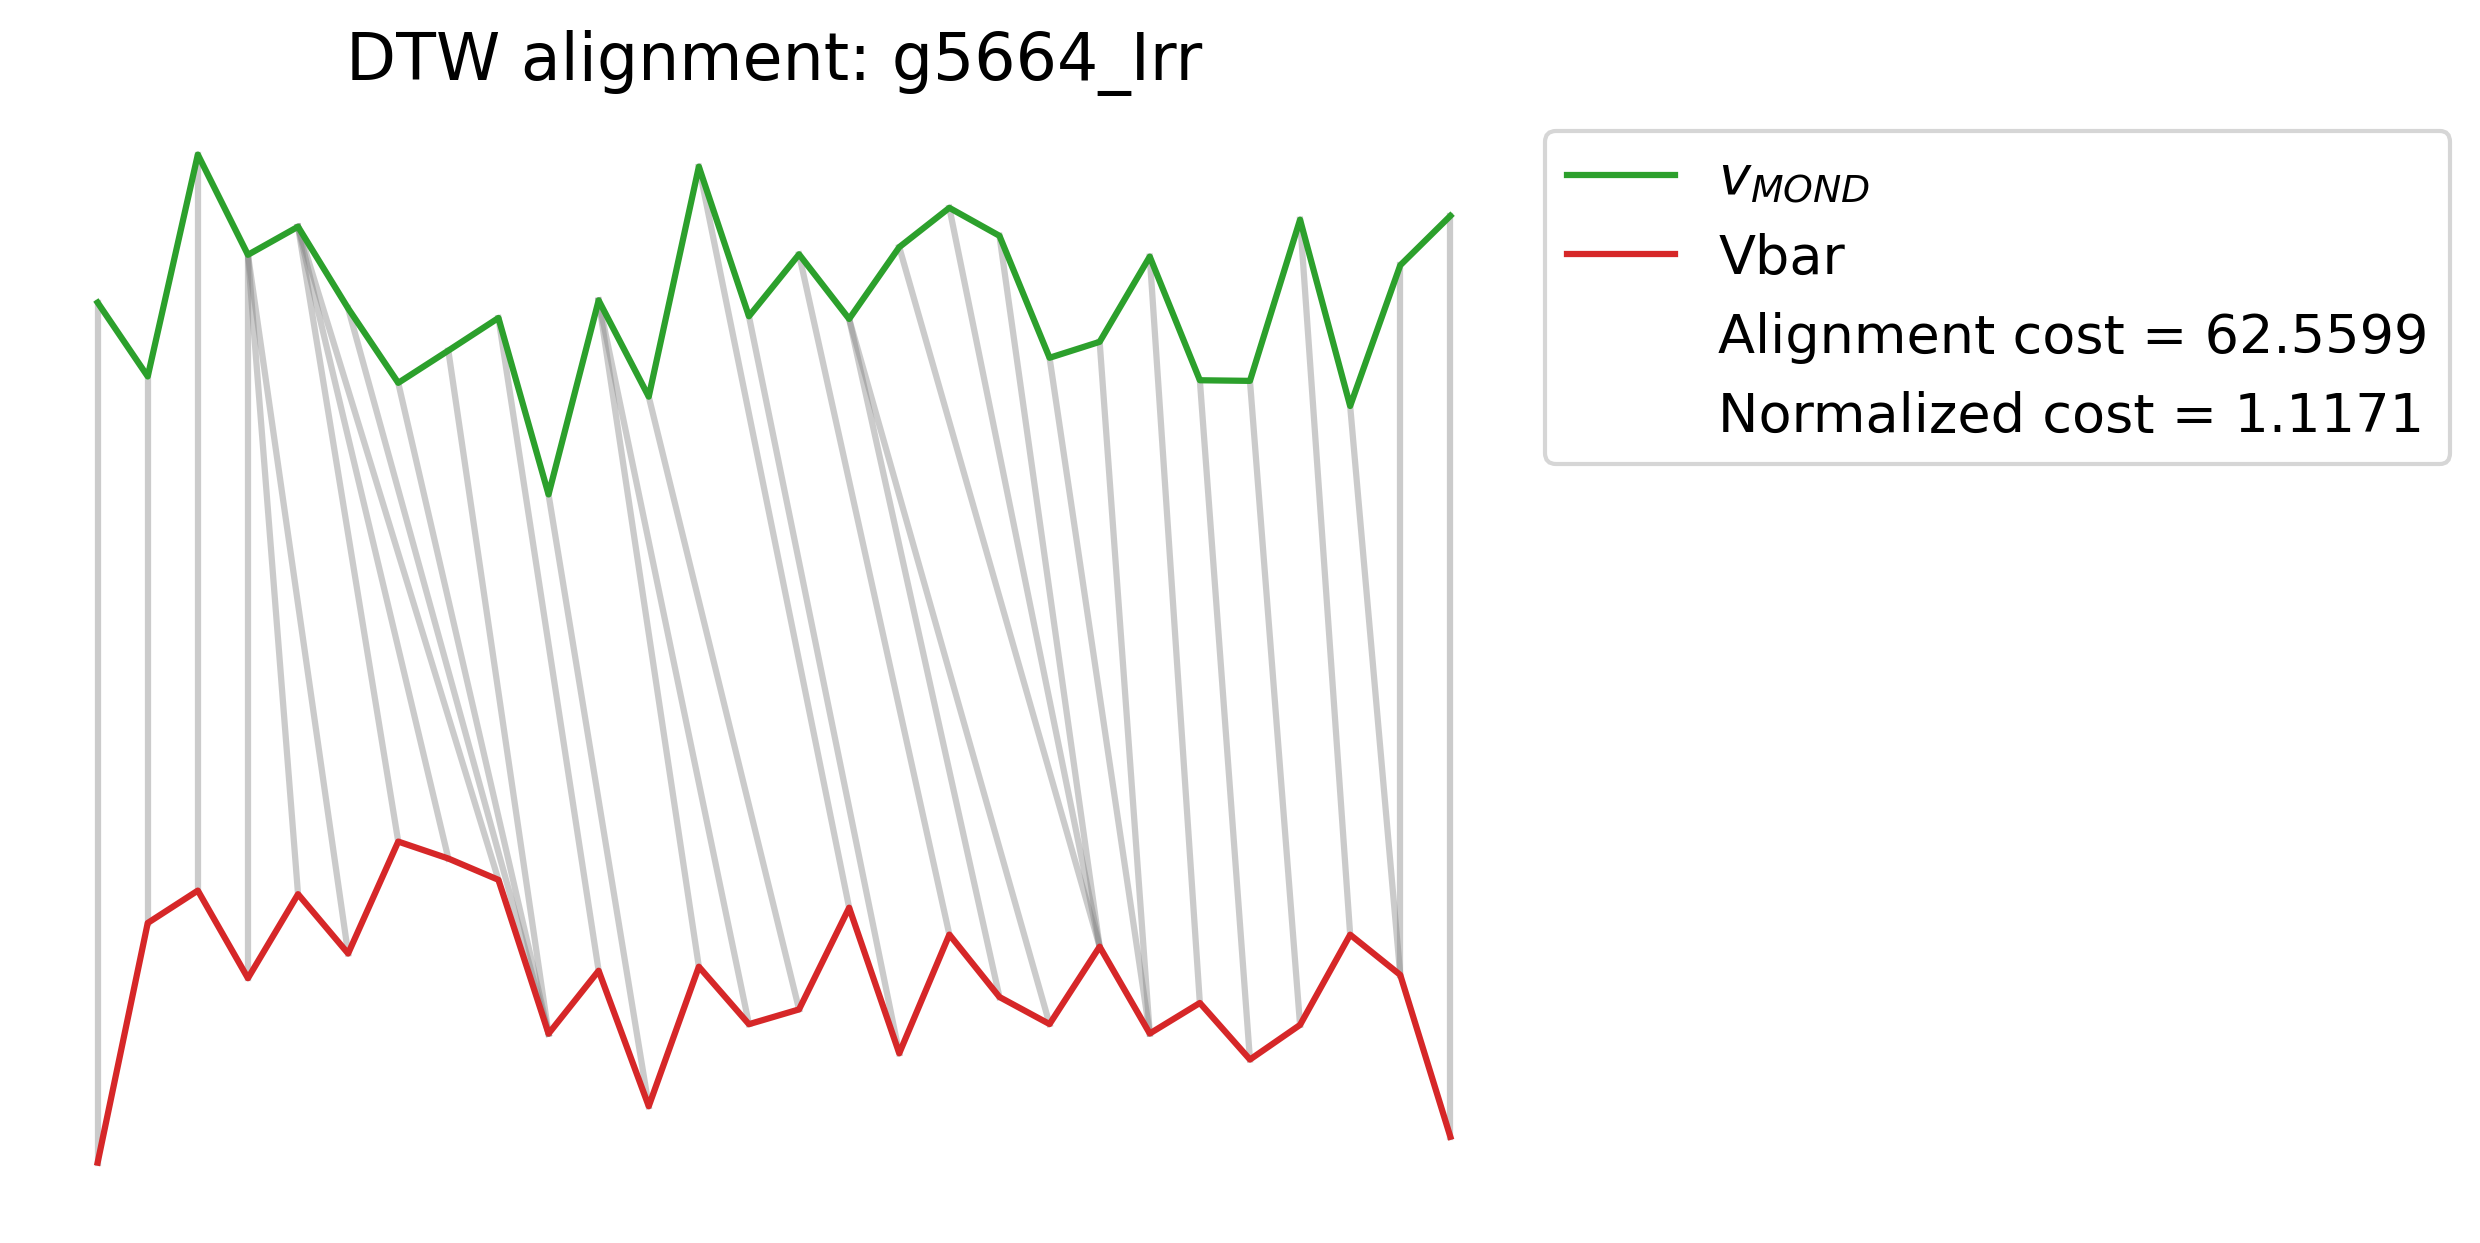 DTW alignment: g5664_Irr
v_MOND
Vbar
Alignment cost = 62.5599
Normalized cost = 1.1171